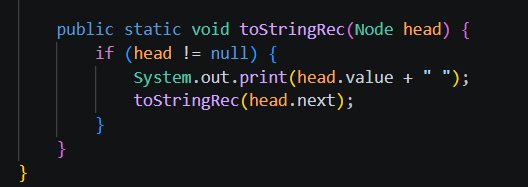 public static void toStringRec(Node head) {
if (head != null) {
System.out.print(head.value + " ");
toStringRec(head.next);
}
}
}